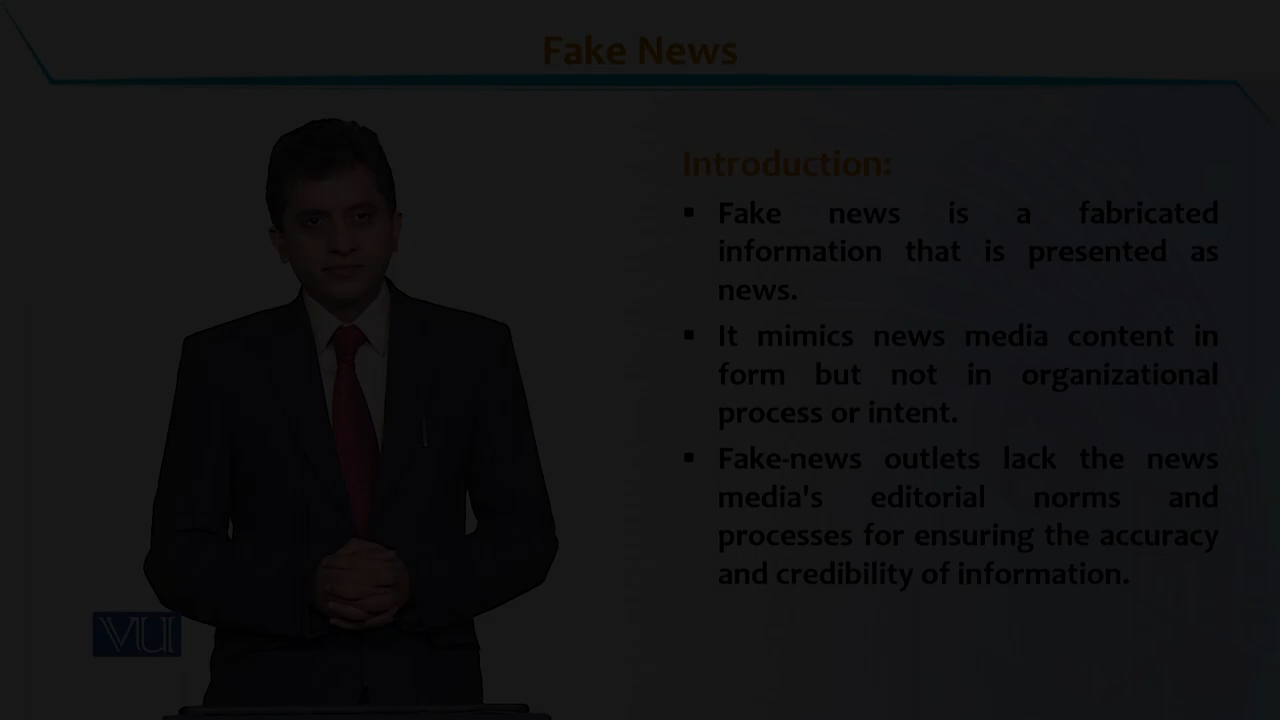 Fake News
Introduction:
▪ Fake news is a fabricated
information that is presented as
news.
▪ It mimics news media content in
form but not in organizational
process or intent.
▪ Fake-news outlets lack the news
media's editorial norms and
processes for ensuring the accuracy
and credibility of information.
VU